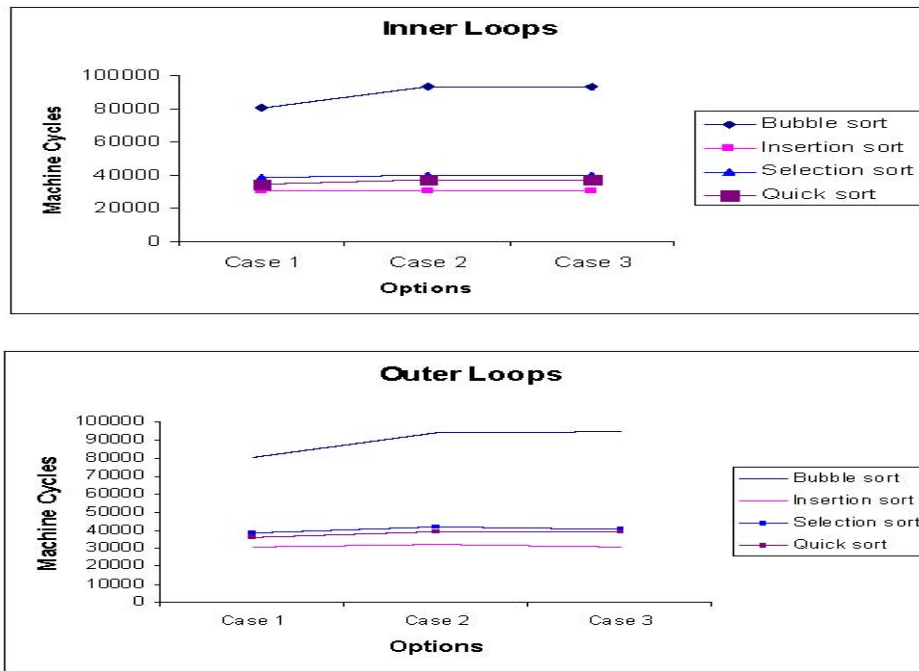 Inner Loops
Machine Cycles
100000
80000
60000
40000
20000
0
Case 1 Case 2 Case 3
Options
Bubble sort
Insertion sort
Selection sort
Quick sort
Outer Loops
Machine Cycles
100000
90000
80000
70000
60000
50000
40000
30000
20000
10000
0
Case 1 Case 2 Case 3
Options
Bubble sort
Insertion sort
Selection sort
Quick sort